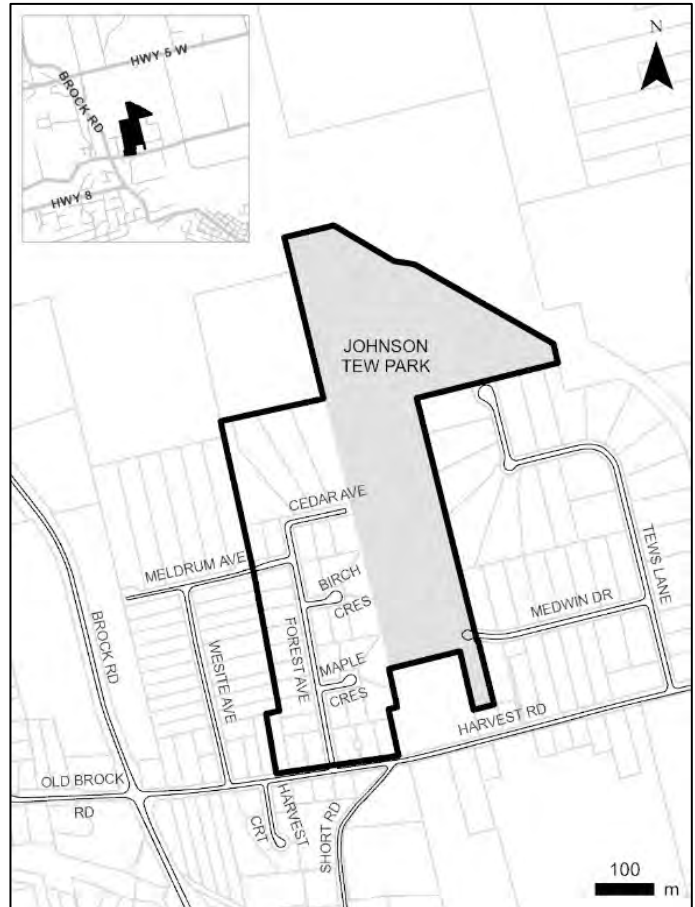 HWY 5 W
BROCK RD
HWY 8
N
JOHNSON
TEW PARK
CEDAR AVE
MELDRUM AVE
BIRCH
CRES
FOREST AVE
WESITE AVE
MAPLE
CRES
MEDWIN DR
TEWS LANE
BROCK RD
HARVEST RD
OLD BROCK
RD
HARVEST
CRT
SHORT RD
100
m